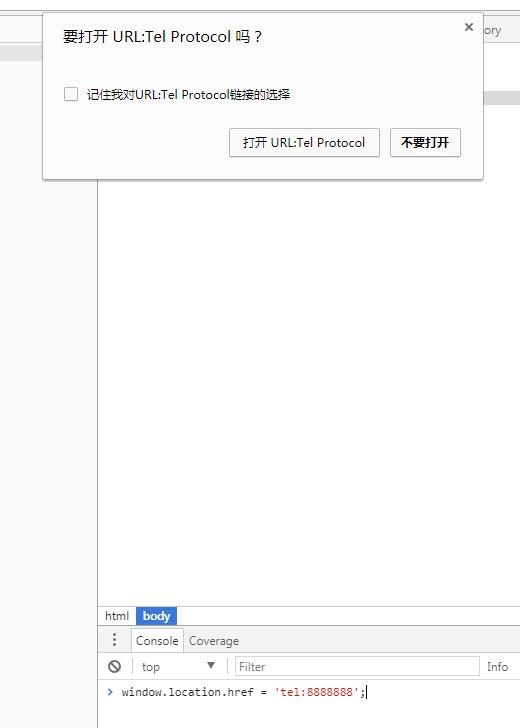 要打开 URL:Tel Protocol 吗？
ory
记住我对URL:Tel Protocol链接的选择
打开 URL:Tel Protocol
不要打开
html body
Console Coverage
top Filter Info
window.location.href = 'tel:8888888';